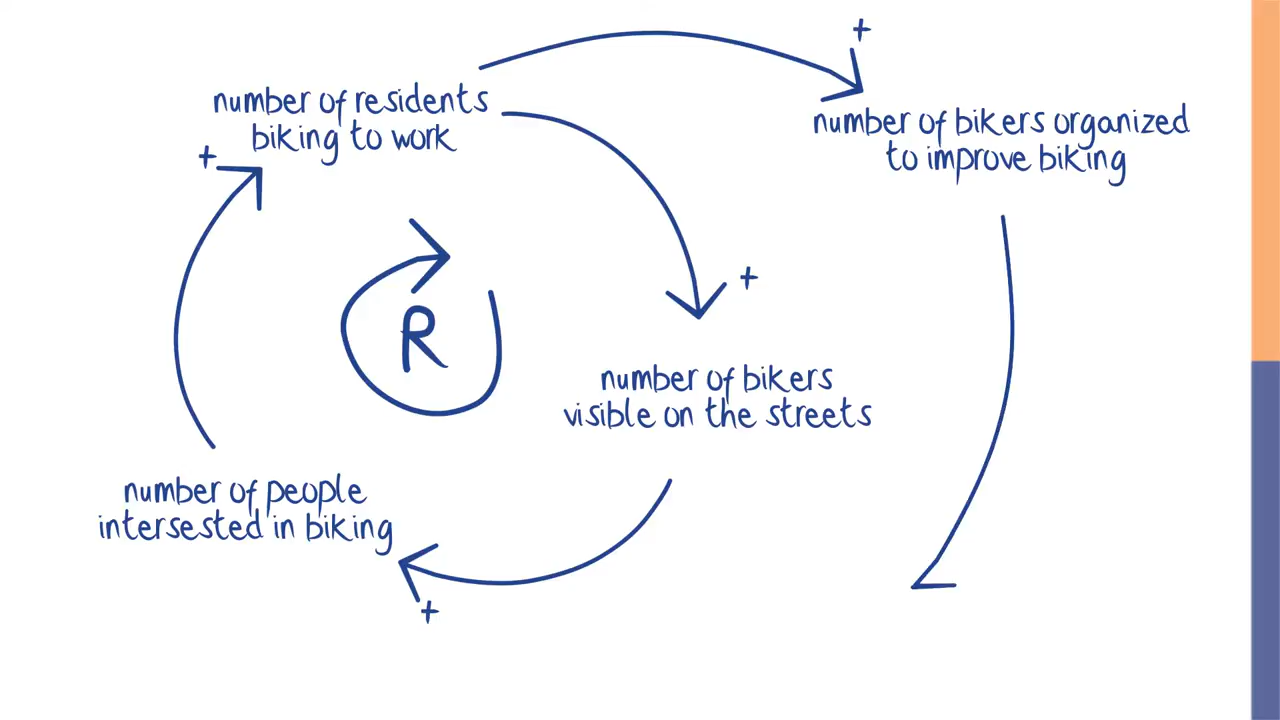 +
number of residents
biking to work
number of bikers organized
to improve biking
+
+
R
number of bikers
visible on the streets
number of people
intersested in biking
+